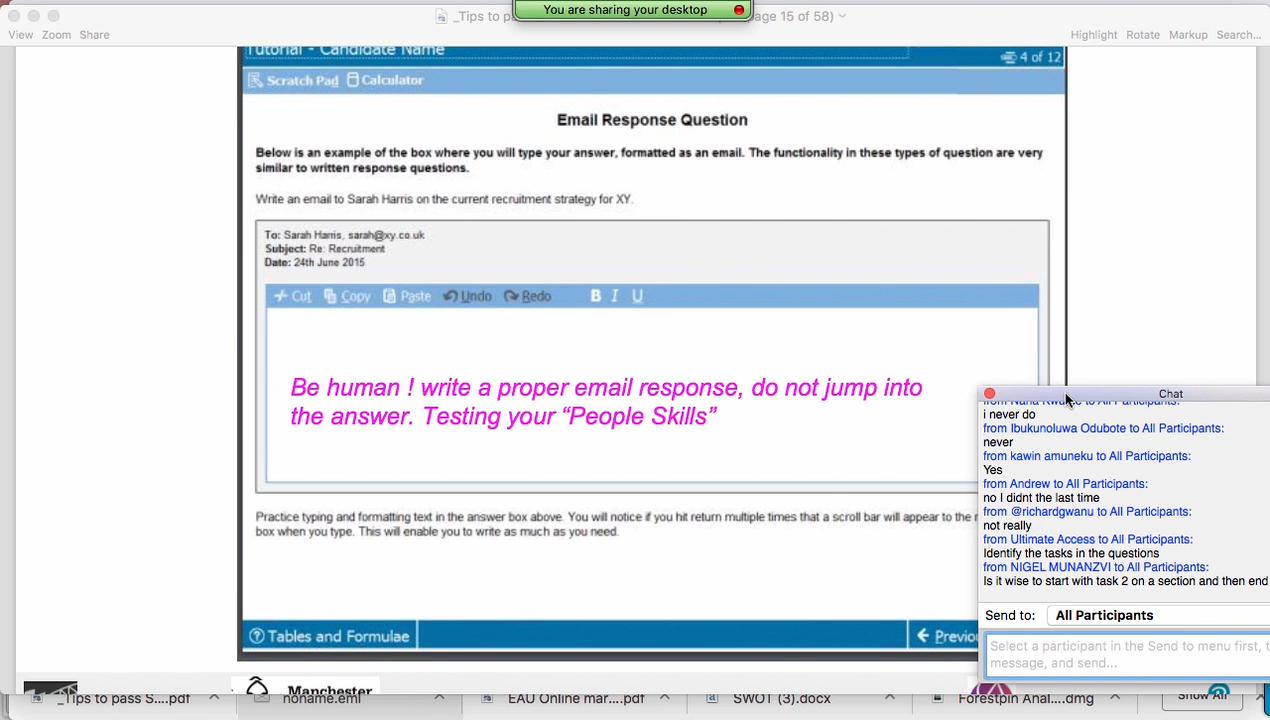 You are sharing your desktop
_Tips to p
age 15 of 58)
View Zoom Share
Highlight Rotate Markup Search...
Tutorial - Candidate Name
4 of 12
Scratch Pad Calculator
Email Response Question
Below is an example of the box where you will type your answer, formatted as an email. The functionality in these types of question are very
similar to written response questions.
Write an email to Sarah Harris on the current recruitment strategy for XY.
To: Sarah Harris, sarah@xy.co.uk
Subject: Re: Recruitment
Date: 24th June 2015
Cut Copy Paste Undo Redo B I U
Be human ! write a proper email response, do not jump into
the answer. Testing your “People Skills”
Practice typing and formatting text in the answer box above. You will notice if you hit return multiple times that a scroll bar will appear to the
box when you type. This will enable you to write as much as you need.
Tables and Formulae
Previou
Chat
to All Participants:
i never do
from Ibukunoluwa Odubote to All Participants:
never
from kawin amuneku to All Participants:
Yes
from Andrew to All Participants:
no I didnt the last time
from @richardgwanu to All Participants:
not really
from Ultimate Access to All Participants:
Identify the tasks in the questions
from NIGEL MUNANZVI to All Participants:
Is it wise to start with task 2 on a section and then end
Send to: All Participants
Select a participant in the Send to menu first, t
message, and send...
Manchester
_Tips to pass S....pdf
noname.eml
EAU Online mar....pdf
SWOT (3).docx
Forestpin Anal....dmg
Show All